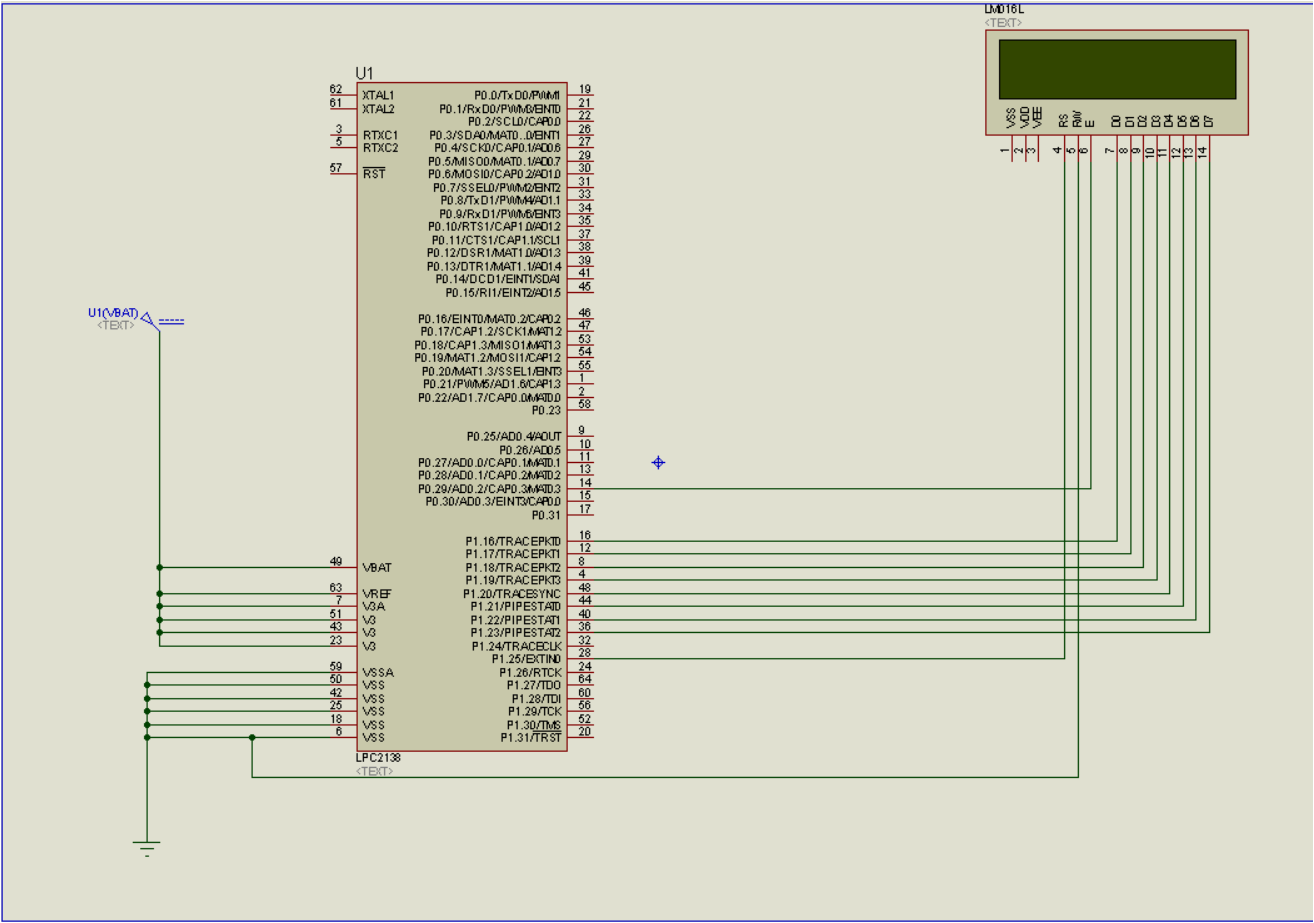 LM016L
<TEXT>
VSS
VDD
VEE
RS
RW
E
D0
D1
D2
D3
D4
D5
D6
D7
1
2
3
4
5
6
7
8
9
10
11
12
13
14
U1
62 XTAL1 P0.0/TxD0/PWM1 19
61 XTAL2 P0.1/RxD0/PWM3/EINT0 21
P0.2/SCL0/CAP0.0 22
3 RTXC1 P0.3/SDA0/MAT0..0/EINT1 26
5 RTXC2 P0.4/SCK0/CAP0.1/AD0.6 27
P0.5/MISO0/MAT0.1/AD0.7 29
57 RST P0.6/MOSI0/CAP0.2/AD1.0 30
P0.7/SSEL0/PWM2/EINT2 31
P0.8/TxD1/PWM4/AD1.1 33
P0.9/RxD1/PWM6/EINT3 34
P0.10/RTS1/CAP1.0/AD1.2 35
P0.11/CTS1/CAP1.1/SCL1 37
P0.12/DSR1/MAT1.0/AD1.3 38
P0.13/DTR1/MAT1.1/AD1.4 39
P0.14/DCD1/EINT1/SDA1 41
P0.15/RI1/EINT2/AD1.5 45
U1(VBAT)
<TEXT>
P0.16/EINT0/MAT0.2/CAP0.2 46
P0.17/CAP1.2/SCK1/MAT1.2 47
P0.18/CAP1.3/MISO1/MAT1.3 53
P0.19/MAT1.2/MOSI1/CAP1.2 54
P0.20/MAT1.3/SSEL1/EINT3 55
P0.21/PWM5/AD1.6/CAP1.3 1
P0.22/AD1.7/CAP0.0/MAT0.0 2
P0.23 58
P0.25/AD0.4/AOUT 9
P0.26/AD0.5 10
P0.27/AD0.0/CAP0.1/MAT0.1 11
P0.28/AD0.1/CAP0.2/MAT0.2 13
P0.29/AD0.2/CAP0.3/MAT0.3 14
P0.30/AD0.3/EINT3/CAP0.0 15
P0.31 17
P1.16/TRACEPKT0 16
P1.17/TRACEPKT1 12
49 VBAT P1.18/TRACEPKT2 8
P1.19/TRACEPKT3 4
63 VREF P1.20/TRACESYNC 48
7 V3A P1.21/PIPESTAT0 44
51 V3 P1.22/PIPESTAT1 40
43 V3 P1.23/PIPESTAT2 36
23 V3 P1.24/TRACECLK 32
P1.25/EXTIN0 28
59 VSSA P1.26/RTCK 24
50 VSS P1.27/TDO 64
42 VSS P1.28/TDI 60
25 VSS P1.29/TCK 56
18 VSS P1.30/TMS 52
6 VSS P1.31/TRST 20
LPC2138
<TEXT>